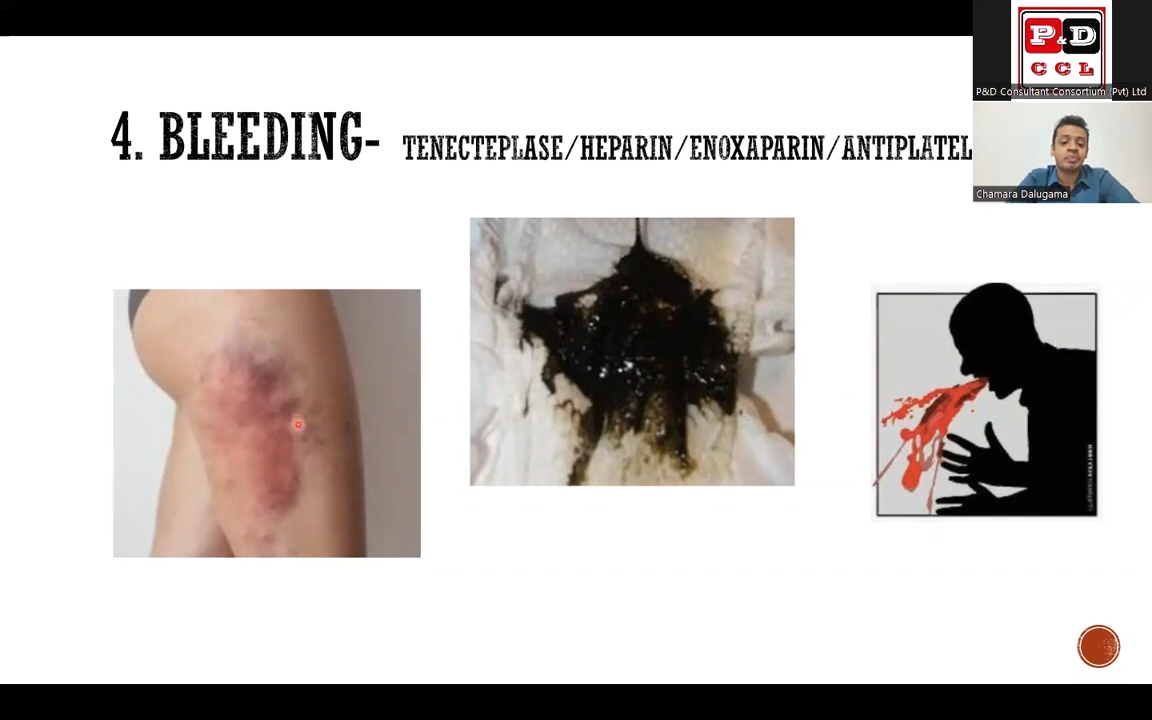 P&D
CCL
P&D Consultant Consortium (Pvt) Ltd
4. BLEEDING- TENECTEPLASE/HEPARIN/ENOXAPARIN/ANTIPLATEL
Chamara Dalugama